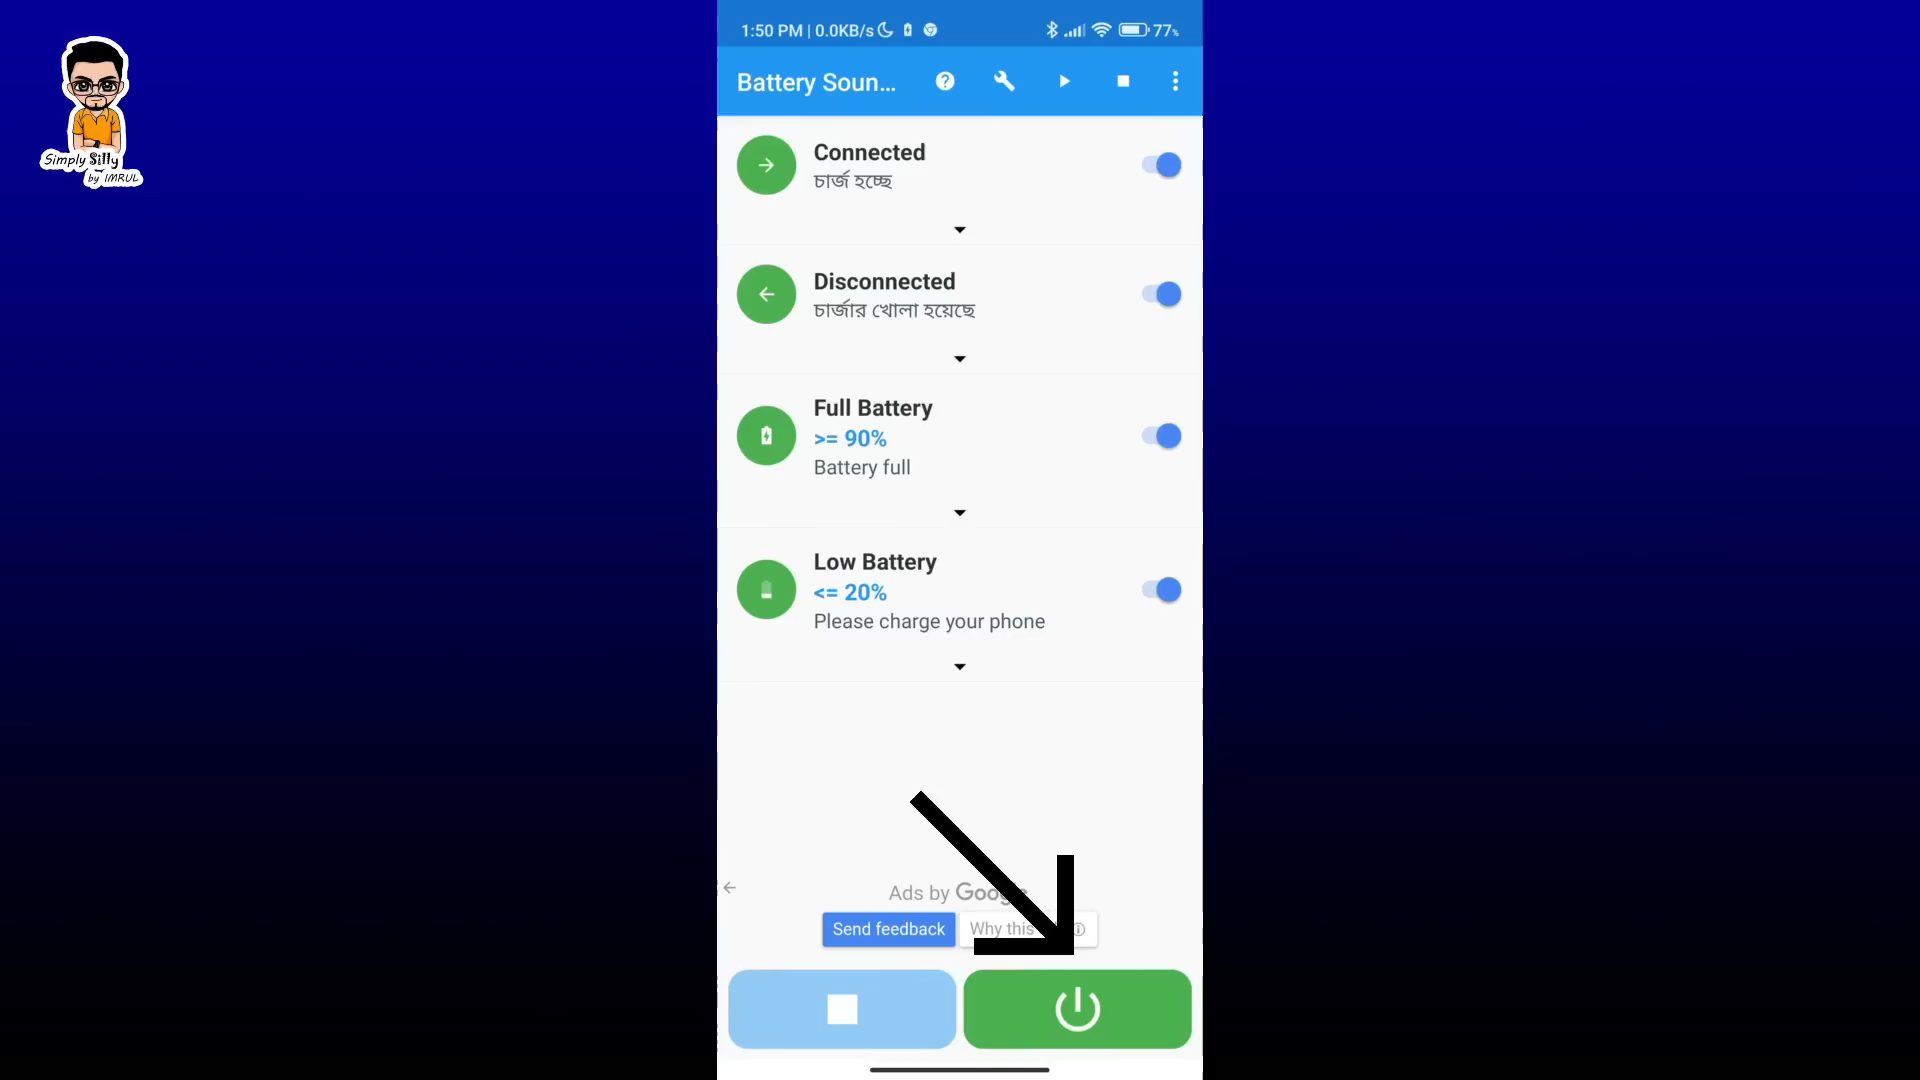 Simply Silly
by IMRUL
1:50 PM | 0.0KB/s
77%
Battery Soun...
Connected
চার্জ হচ্ছে
Disconnected
চার্জার খোলা হয়েছে
Full Battery
>= 90%
Battery full
Low Battery
<= 20%
Please charge your phone
Ads by
Send feedback
Why this